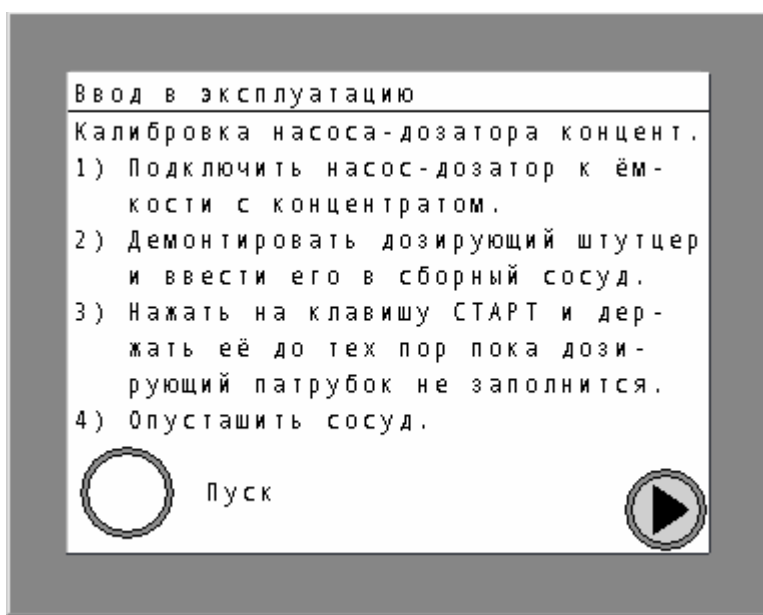 Ввод в эксплуатацию
Калибровка насоса-дозатора концент.
1) Подключить насос-дозатор к ём-
кости с концентратом.
2) Демонтировать дозирующий штутцер
и ввести его в сборный сосуд.
3) Нажать на клавишу СТАРТ и дер-
жать её до тех пор пока дози-
рующий патрубок не заполнится.
4) Опусташить сосуд.
Пуск